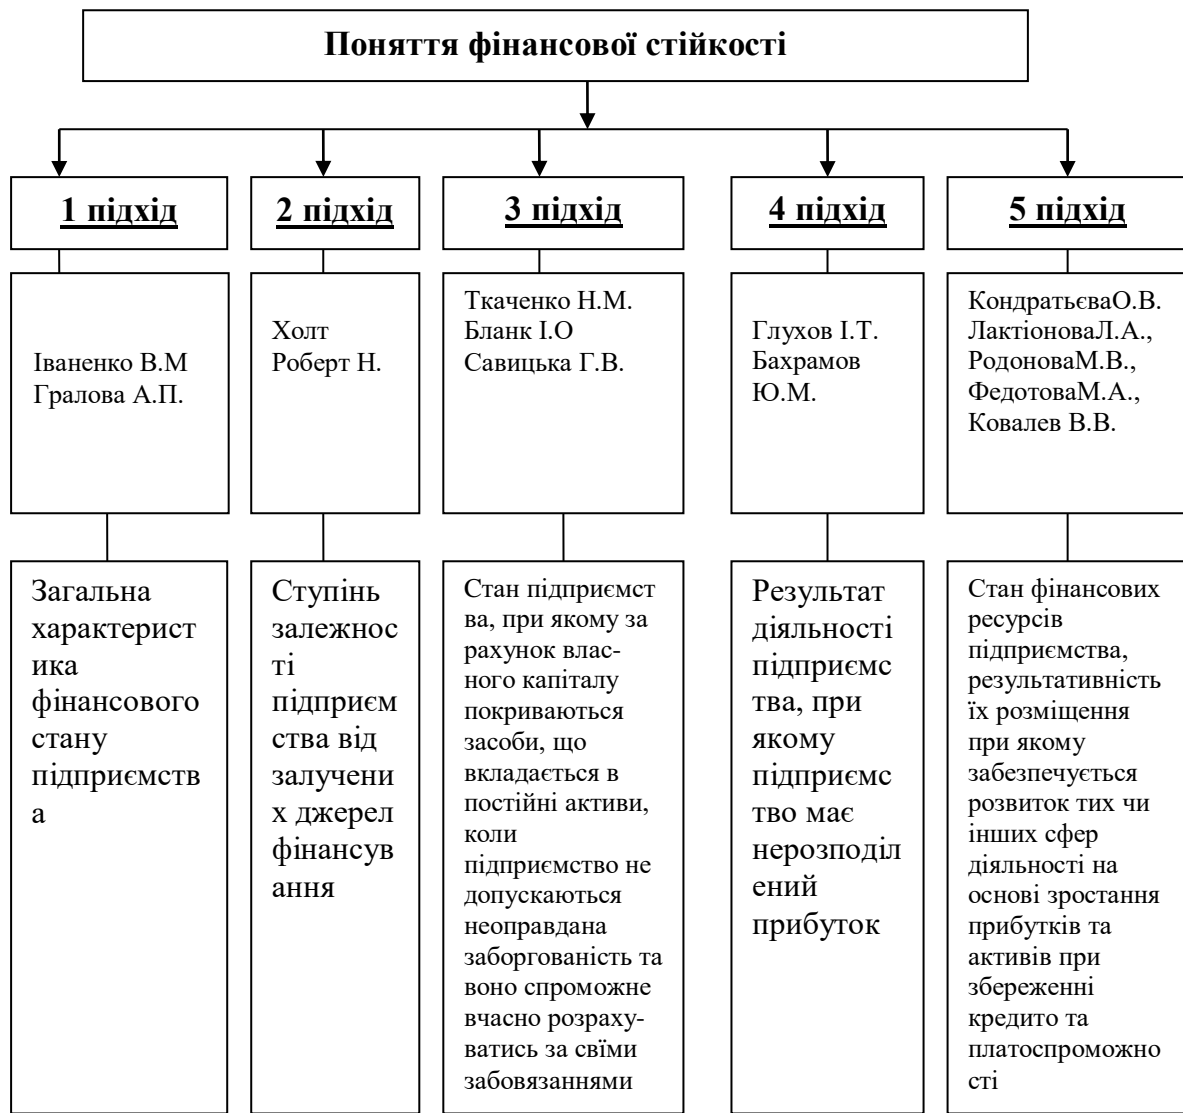 Поняття фінансової стійкості
1 підхід
2 підхід
3 підхід
4 підхід
5 підхід
Іваненко В.М
Гралова А.П.
Холт
Роберт Н.
Ткаченко Н.М.
Бланк І.О
Савицька Г.В.
Глухов І.Т.
Бахрамов
Ю.М.
КондратьєваО.В.
ЛактіоноваЛ.А.,
РодоноваМ.В.,
ФедотоваМ.А.,
Ковалев В.В.
Загальна
характерист
ика
фінансового
стану
підприємств
а
Ступінь
залежнос
ті
підприєм
ства від
залучени
х джерел
фінансув
ання
Стан підприємст
ва, при якому за
рахунок влас-
ного капіталу
покриваються
засоби, що
вкладається в
постійні активи,
коли
підприємство не
допускаються
неоправдана
заборгованість та
воно спроможне
вчасно розраху-
ватись за свїми
забовязаннями
Результат
діяльності
підприємс
тва, при
якому
підприємс
тво має
нерозподіл
ений
прибуток
Стан фінансових
ресурсів
підприємства,
результативність
їх розміщення
при якому
забезпечується
розвиток тих чи
інших сфер
діяльності на
основі зростання
прибутків та
активів при
збереженні
кредито та
платоспроможно
сті